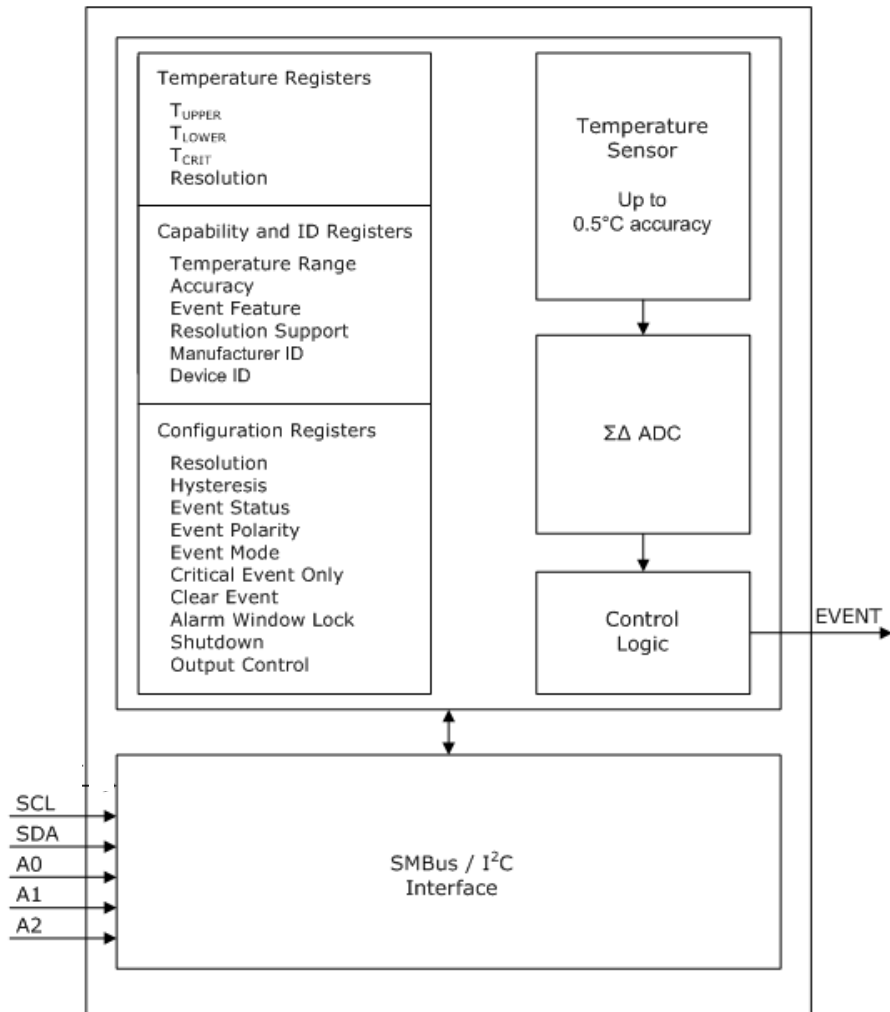 Temperature Registers
T_UPPER
T_LOWER
T_CRIT
Resolution
Capability and ID Registers
Temperature Range
Accuracy
Event Feature
Resolution Support
Manufacturer ID
Device ID
Configuration Registers
Resolution
Hysteresis
Event Status
Event Polarity
Event Mode
Critical Event Only
Clear Event
Alarm Window Lock
Shutdown
Output Control
Temperature
Sensor
Up to
0.5°C accuracy
ΣΔ ADC
Control
Logic
EVENT
SCL
SDA
A0
A1
A2
SMBus / I²C
Interface